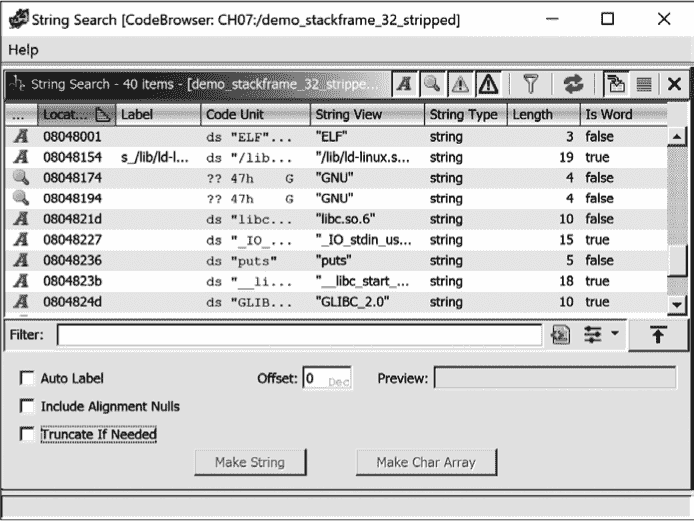 String Search [CodeBrowser: CH07:/demo_stackframe_32_stripped]
Help
String Search - 40 items - [demo_stackframe_32_strippe...
... Locat... Label Code Unit String View String Type Length Is Word
A 08048001 ds "ELF"... "ELF" string 3 false
A 08048154 s_/lib/ld-l... ds "/lib... "/lib/ld-linux.s... string 19 true
08048174 ?? 47h G "GNU" string 4 false
08048194 ?? 47h G "GNU" string 4 false
A 0804821d ds "libc... "libc.so.6" string 10 false
A 08048227 ds "_IO_... "_IO_stdin_us... string 15 true
A 08048236 ds "puts" "puts" string 5 false
A 0804823b ds "__li... "__libc_start_... string 18 true
A 0804824d ds "GLIB... "GLIBC_2.0" string 10 true
Filter:
Auto Label Offset: 0 Dec Preview:
Include Alignment Nulls
Truncate If Needed
Make String Make Char Array